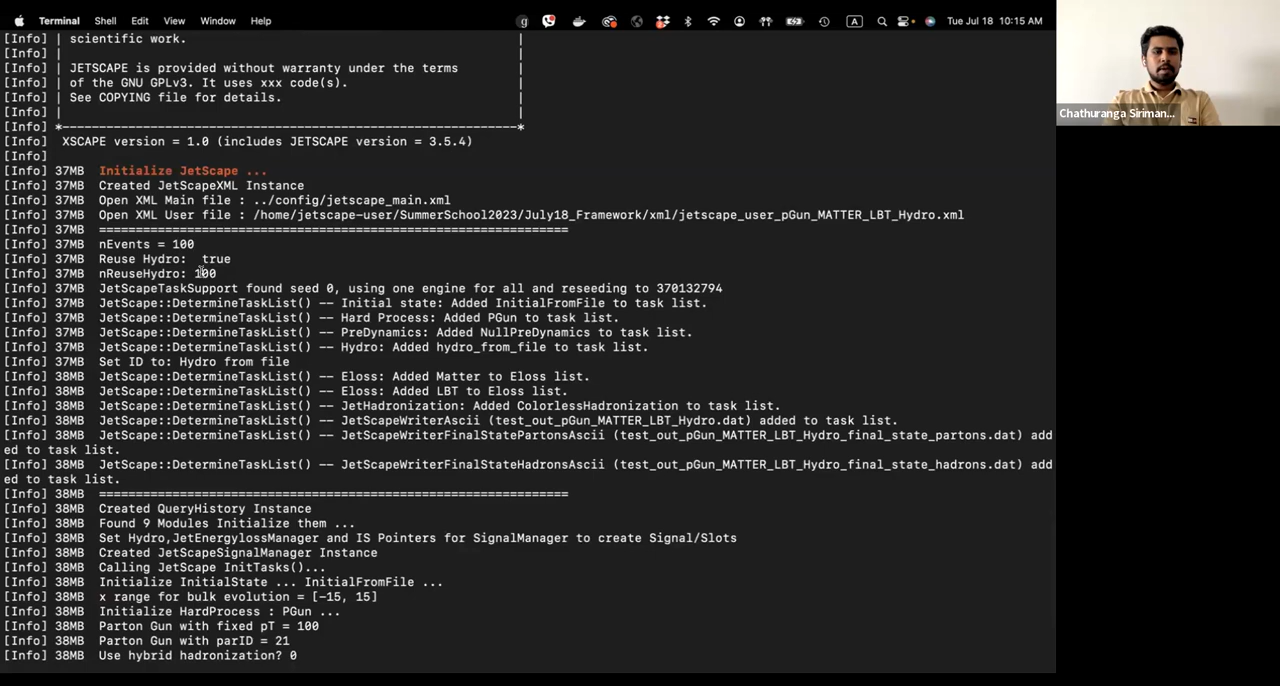 Terminal Shell Edit View Window Help g A Tue Jul 18 10:15 AM
[Info] | scientific work. |
[Info] | |
[Info] | JETSCAPE is provided without warranty under the terms |
[Info] | of the GNU GPLv3. It uses xxx code(s). |
[Info] | See COPYING file for details. |
[Info] | |
[Info] *--------------------------------------------------------------*
[Info] XSCAPE version = 1.0 (includes JETSCAPE version = 3.5.4)
[Info]
[Info] 37MB Initialize JetScape ...
[Info] 37MB Created JetScapeXML Instance
[Info] 37MB Open XML Main file : ../config/jetscape_main.xml
[Info] 37MB Open XML User file : /home/jetscape-user/SummerSchool2023/July18_Framework/xml/jetscape_user_pGun_MATTER_LBT_Hydro.xml
[Info] 37MB ================================================================
[Info] 37MB nEvents = 100
[Info] 37MB Reuse Hydro: true
[Info] 37MB nReuseHydro: 100
[Info] 37MB JetScapeTaskSupport found seed 0, using one engine for all and reseeding to 370132794
[Info] 37MB JetScape::DetermineTaskList() -- Initial state: Added InitialFromFile to task list.
[Info] 37MB JetScape::DetermineTaskList() -- Hard Process: Added PGun to task list.
[Info] 37MB JetScape::DetermineTaskList() -- PreDynamics: Added NullPreDynamics to task list.
[Info] 37MB JetScape::DetermineTaskList() -- Hydro: Added hydro_from_file to task list.
[Info] 37MB Set ID to: Hydro from file
[Info] 38MB JetScape::DetermineTaskList() -- Eloss: Added Matter to Eloss list.
[Info] 38MB JetScape::DetermineTaskList() -- Eloss: Added LBT to Eloss list.
[Info] 38MB JetScape::DetermineTaskList() -- JetHadronization: Added ColorlessHadronization to task list.
[Info] 38MB JetScape::DetermineTaskList() -- JetScapeWriterAscii (test_out_pGun_MATTER_LBT_Hydro.dat) added to task list.
[Info] 38MB JetScape::DetermineTaskList() -- JetScapeWriterFinalStatePartonsAscii (test_out_pGun_MATTER_LBT_Hydro_final_state_partons.dat) add
ed to task list.
[Info] 38MB JetScape::DetermineTaskList() -- JetScapeWriterFinalStateHadronsAscii (test_out_pGun_MATTER_LBT_Hydro_final_state_hadrons.dat) add
ed to task list.
[Info] 38MB ================================================================
[Info] 38MB Created QueryHistory Instance
[Info] 38MB Found 9 Modules Initialize them ...
[Info] 38MB Set Hydro,JetEnergylossManager and IS Pointers for SignalManager to create Signal/Slots
[Info] 38MB Created JetScapeSignalManager Instance
[Info] 38MB Calling JetScape InitTasks()...
[Info] 38MB Initialize InitialState ... InitialFromFile ...
[Info] 38MB x range for bulk evolution = [-15, 15]
[Info] 38MB Initialize HardProcess : PGun ...
[Info] 38MB Parton Gun with fixed pT = 100
[Info] 38MB Parton Gun with parID = 21
[Info] 38MB Use hybrid hadronization? 0
Chathuranga Siriman...